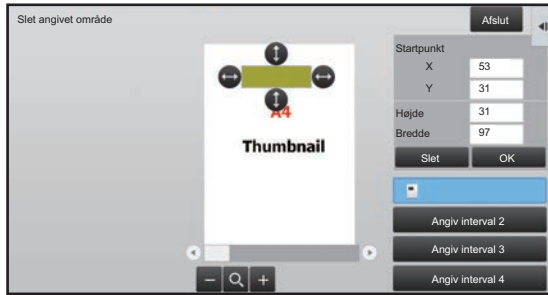 Slet angivet område
Afslut
A4
Thumbnail
Startpunkt
X 53
Y 31
Højde 31
Bredde 97
Slet OK
Angiv interval 2
Angiv interval 3
Angiv interval 4